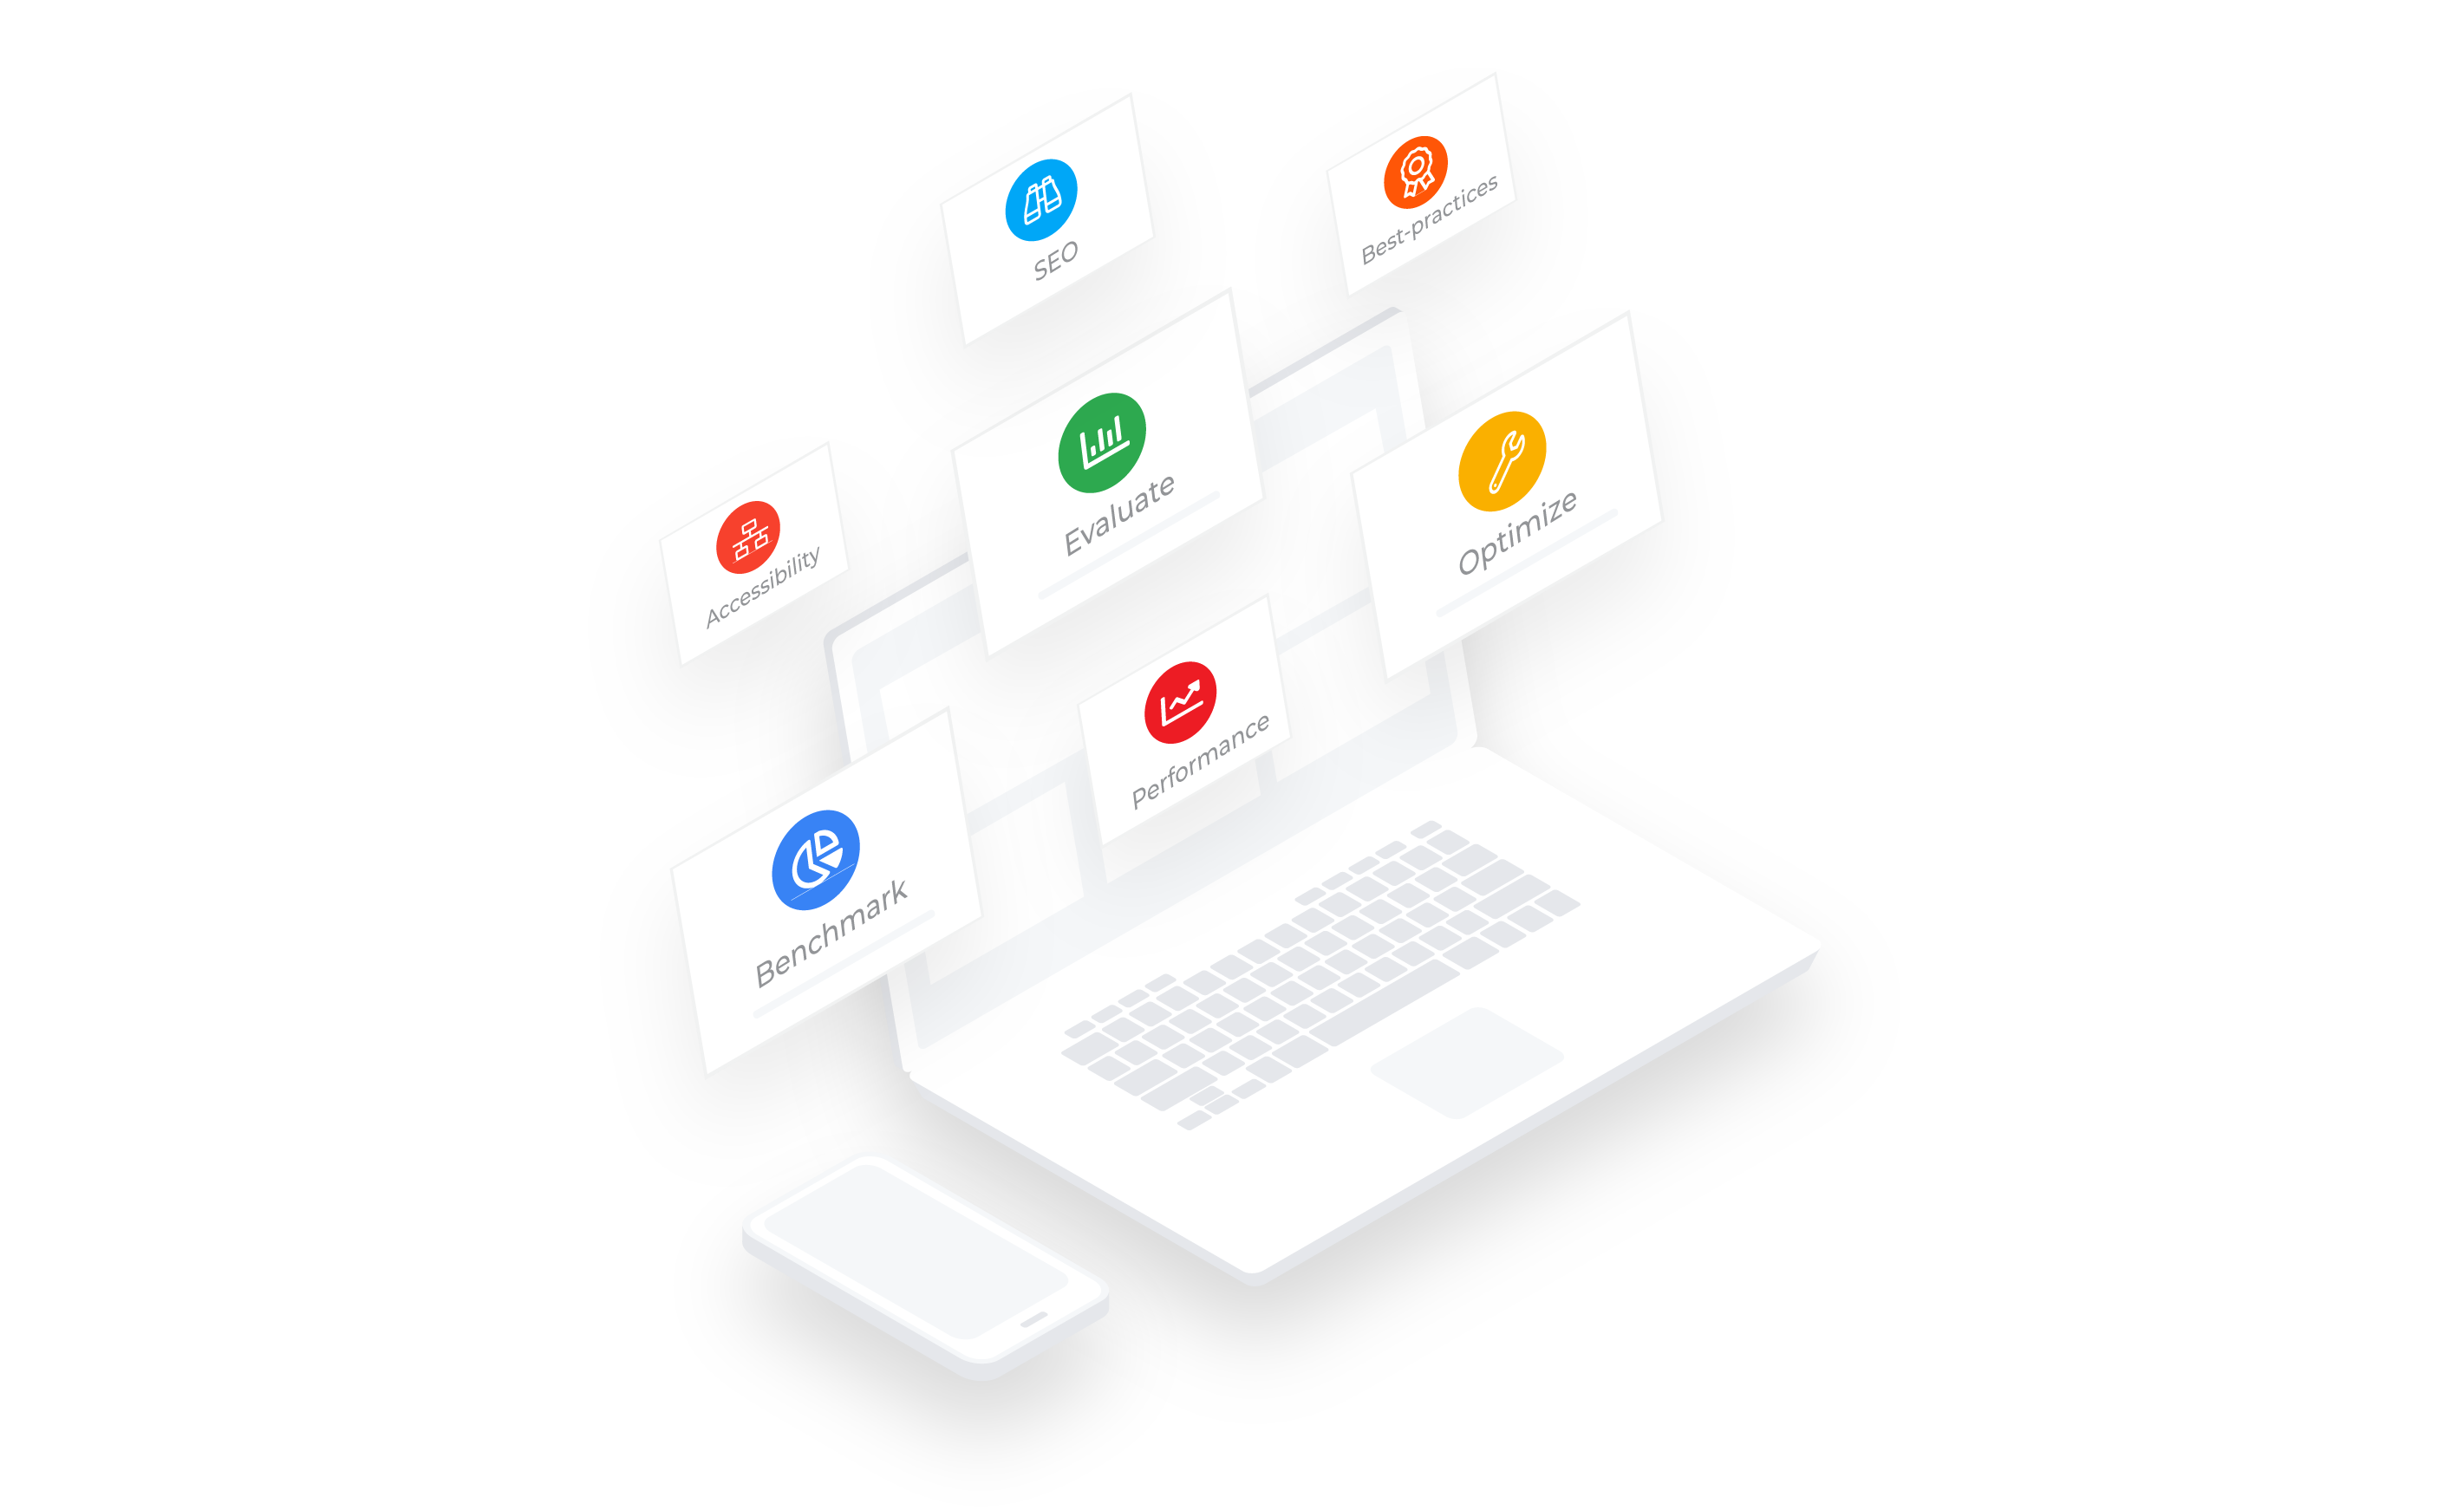 SEO
Best-practices
Evaluate
Optimize
Accessibility
Performance
Benchmark